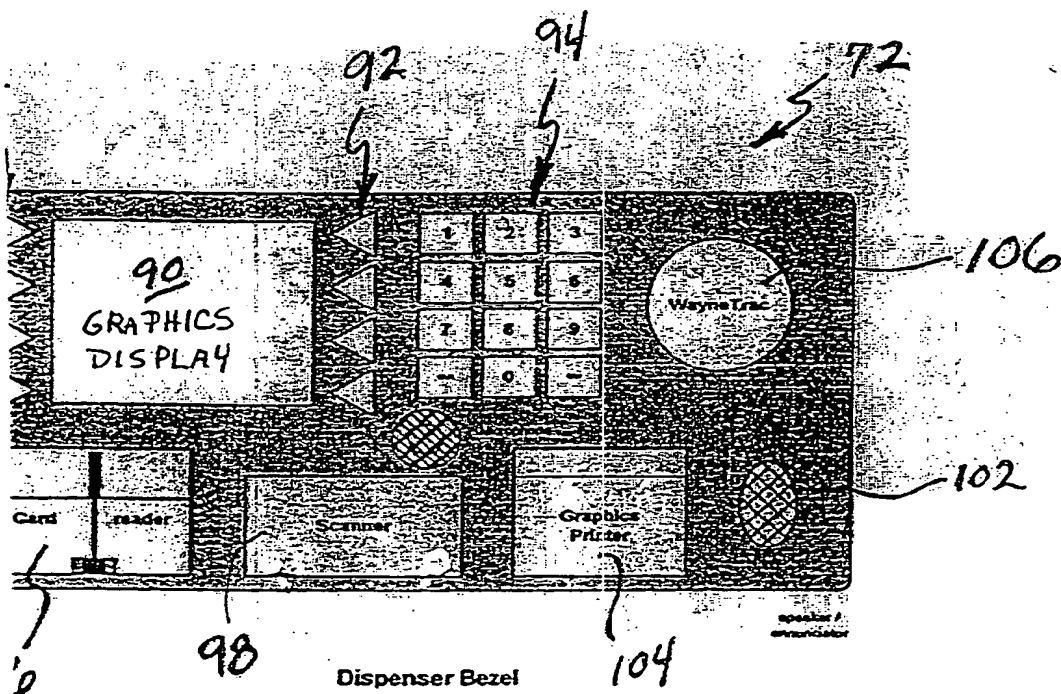 92
94
72
1 2 3
90
GRAPHICS
DISPLAY
4 5 6
106
WayneTrac
7 8 9
0
102
Card reader
Scanner
Graphics
Printer
speaker /
annunciator
98
104
Dispenser Bezel